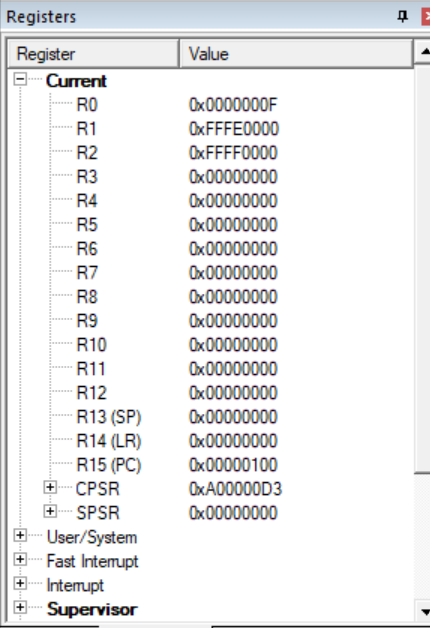 Registers
Register Value
Current
R0 0x0000000F
R1 0xFFFE0000
R2 0xFFFF0000
R3 0x00000000
R4 0x00000000
R5 0x00000000
R6 0x00000000
R7 0x00000000
R8 0x00000000
R9 0x00000000
R10 0x00000000
R11 0x00000000
R12 0x00000000
R13 (SP) 0x00000000
R14 (LR) 0x00000000
R15 (PC) 0x00000100
CPSR 0xA00000D3
SPSR 0x00000000
User/System
Fast Interrupt
Interrupt
Supervisor